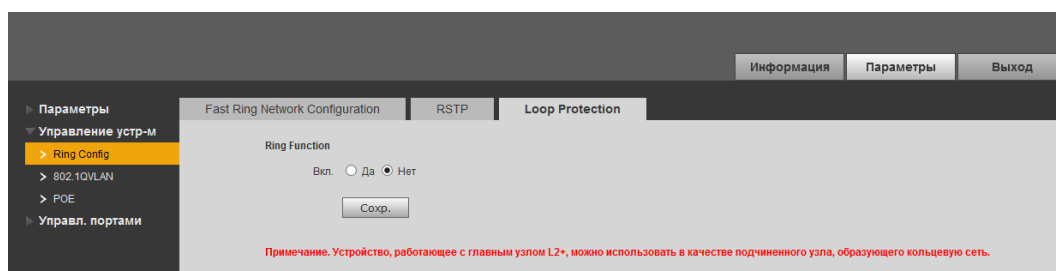 Информация Параметры Выход
Параметры
Управление устр-м
Ring Config
802.1QVLAN
POE
Управл. портами
Fast Ring Network Configuration RSTP Loop Protection
Ring Function
Вкл. Да Нет
Сохр.
Примечание. Устройство, работающее с главным узлом L2+, можно использовать в качестве подчиненного узла, образующего кольцевую сеть.